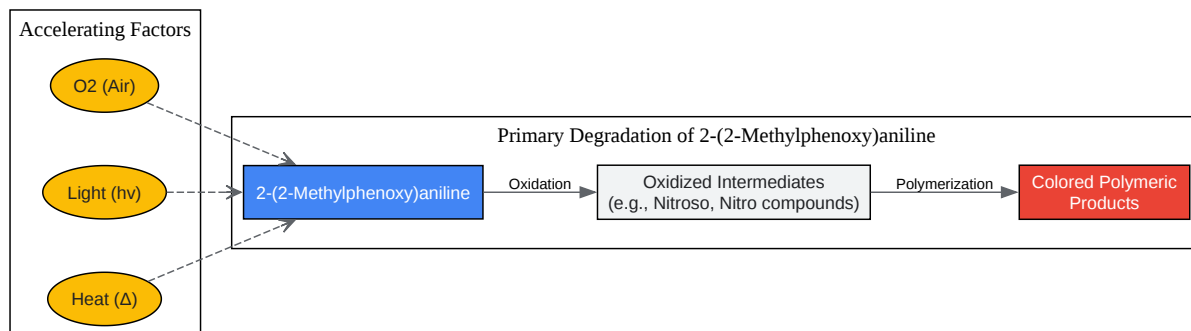 Accelerating Factors
O2 (Air)
Light (hv)
Heat (Δ)
Primary Degradation of 2-(2-Methylphenoxy)aniline
2-(2-Methylphenoxy)aniline
Oxidation
Oxidized Intermediates
(e.g., Nitroso, Nitro compounds)
Polymerization
Colored Polymeric
Products